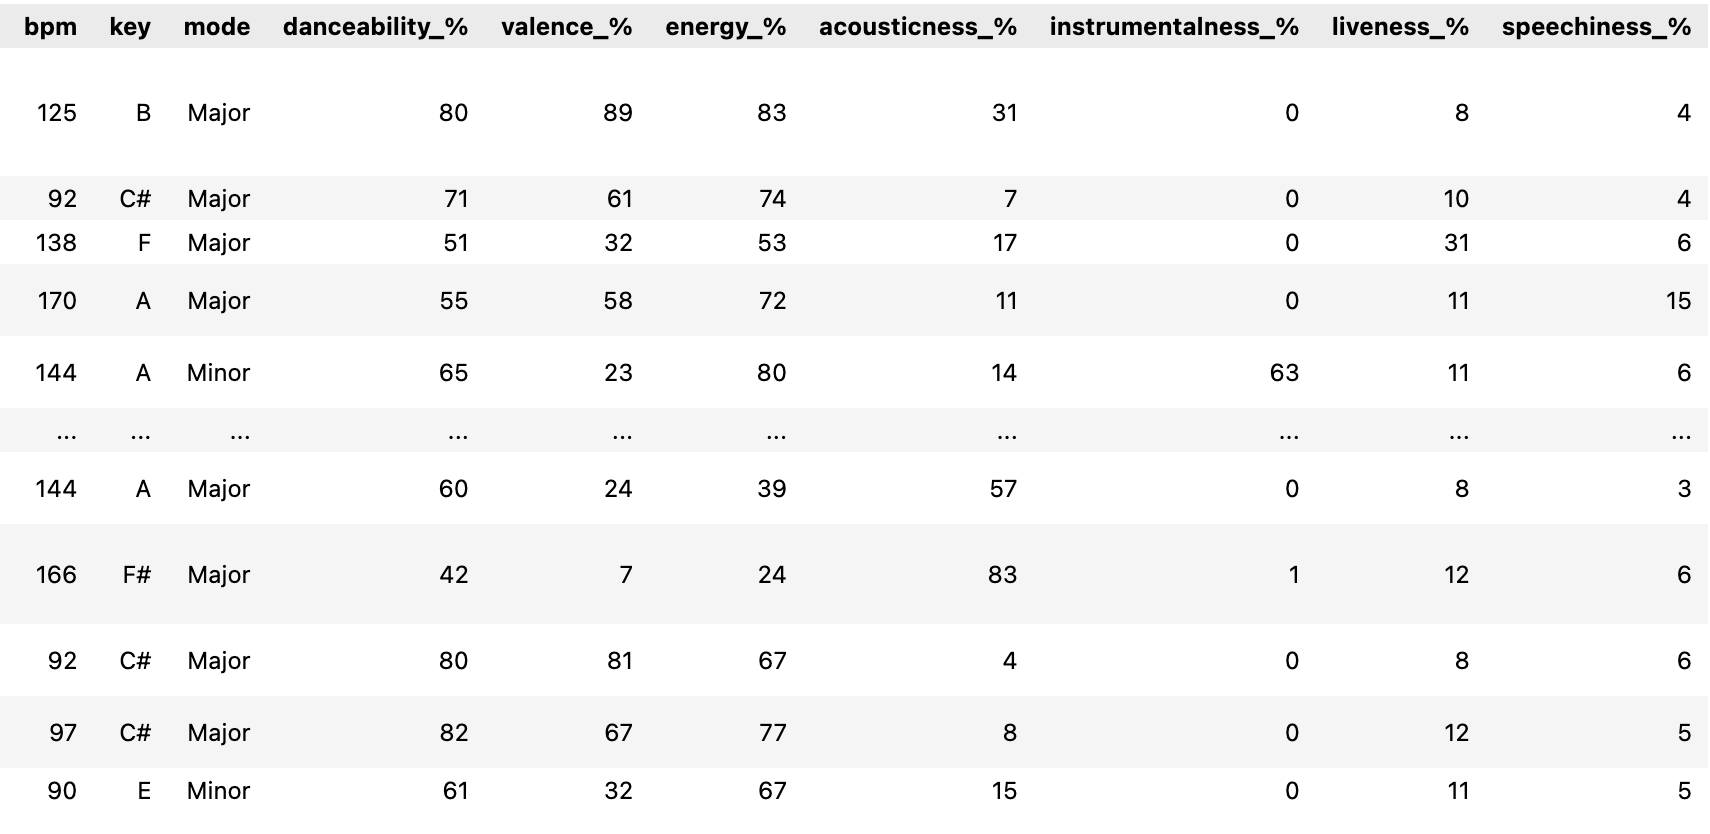 bpm key mode danceability_% valence_% energy_% acousticness_% instrumentalness_% liveness_% speechiness_%
125 B Major 80 89 83 31 0 8 4
92 C# Major 71 61 74 7 0 10 4
138 F Major 51 32 53 17 0 31 6
170 A Major 55 58 72 11 0 11 15
144 A Minor 65 23 80 14 63 11 6
... ... ... ... ... ... ... ... ... ...
144 A Major 60 24 39 57 0 8 3
166 F# Major 42 7 24 83 1 12 6
92 C# Major 80 81 67 4 0 8 6
97 C# Major 82 67 77 8 0 12 5
90 E Minor 61 32 67 15 0 11 5